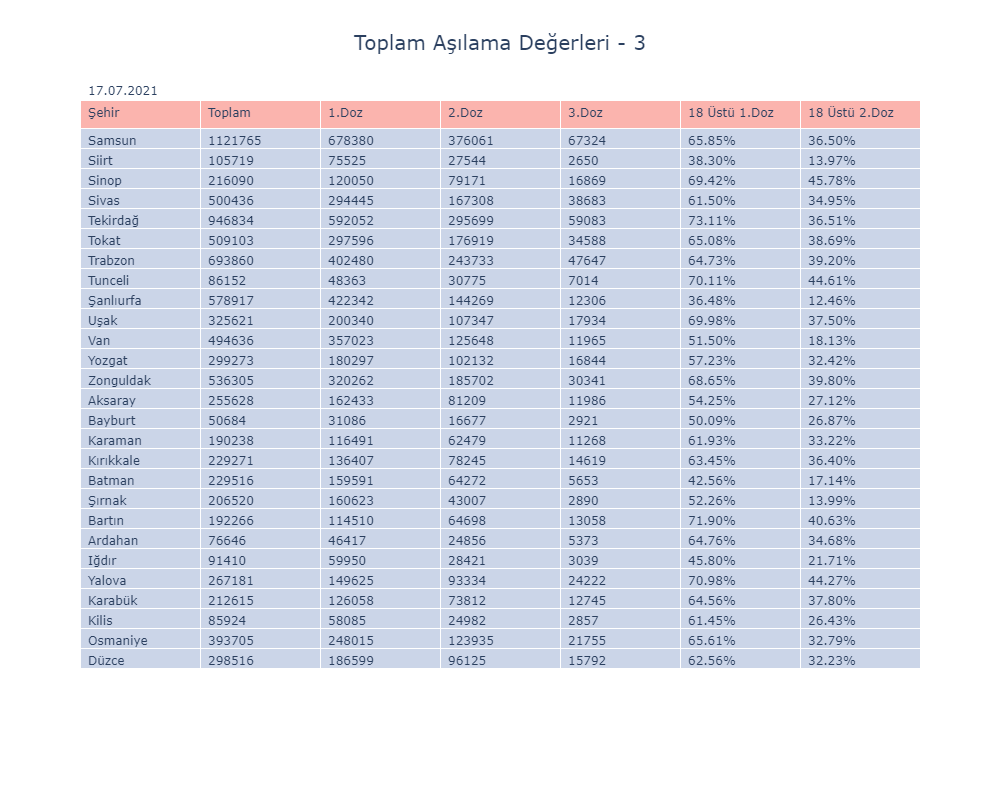 Toplam Aşılama Değerleri - 3
17.07.2021
Şehir Toplam 1.Doz 2.Doz 3.Doz 18 Üstü 1.Doz 18 Üstü 2.Doz
Samsun 1121765 678380 376061 67324 65.85% 36.50%
Siirt 105719 75525 27544 2650 38.30% 13.97%
Sinop 216090 120050 79171 16869 69.42% 45.78%
Sivas 500436 294445 167308 38683 61.50% 34.95%
Tekirdağ 946834 592052 295699 59083 73.11% 36.51%
Tokat 509103 297596 176919 34588 65.08% 38.69%
Trabzon 693860 402480 243733 47647 64.73% 39.20%
Tunceli 86152 48363 30775 7014 70.11% 44.61%
Şanlıurfa 578917 422342 144269 12306 36.48% 12.46%
Uşak 325621 200340 107347 17934 69.98% 37.50%
Van 494636 357023 125648 11965 51.50% 18.13%
Yozgat 299273 180297 102132 16844 57.23% 32.42%
Zonguldak 536305 320262 185702 30341 68.65% 39.80%
Aksaray 255628 162433 81209 11986 54.25% 27.12%
Bayburt 50684 31086 16677 2921 50.09% 26.87%
Karaman 190238 116491 62479 11268 61.93% 33.22%
Kırıkkale 229271 136407 78245 14619 63.45% 36.40%
Batman 229516 159591 64272 5653 42.56% 17.14%
Şırnak 206520 160623 43007 2890 52.26% 13.99%
Bartın 192266 114510 64698 13058 71.90% 40.63%
Ardahan 76646 46417 24856 5373 64.76% 34.68%
Iğdır 91410 59950 28421 3039 45.80% 21.71%
Yalova 267181 149625 93334 24222 70.98% 44.27%
Karabük 212615 126058 73812 12745 64.56% 37.80%
Kilis 85924 58085 24982 2857 61.45% 26.43%
Osmaniye 393705 248015 123935 21755 65.61% 32.79%
Düzce 298516 186599 96125 15792 62.56% 32.23%